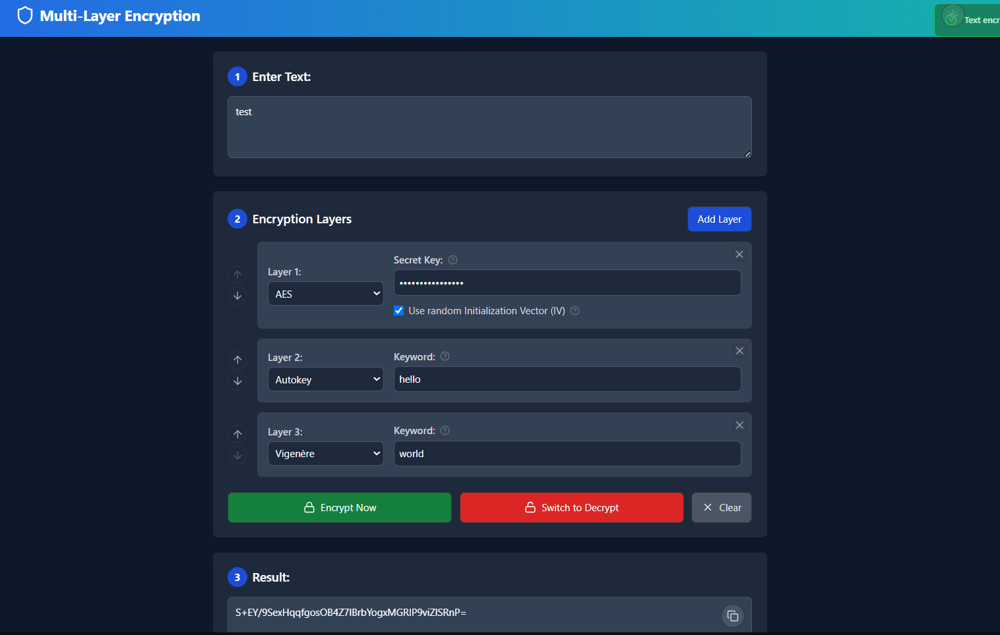 Multi-Layer Encryption
Text encr
1 Enter Text:
test
2 Encryption Layers
Add Layer
Layer 1:
AES
Secret Key:
••••••••••••••••
Use random Initialization Vector (IV)
Layer 2:
Autokey
Keyword:
hello
Layer 3:
Vigenère
Keyword:
world
Encrypt Now
Switch to Decrypt
Clear
3 Result:
S+EY/9SexHqqfgosOB4Z7IBrbYogxMGRIP9viZISRnP=